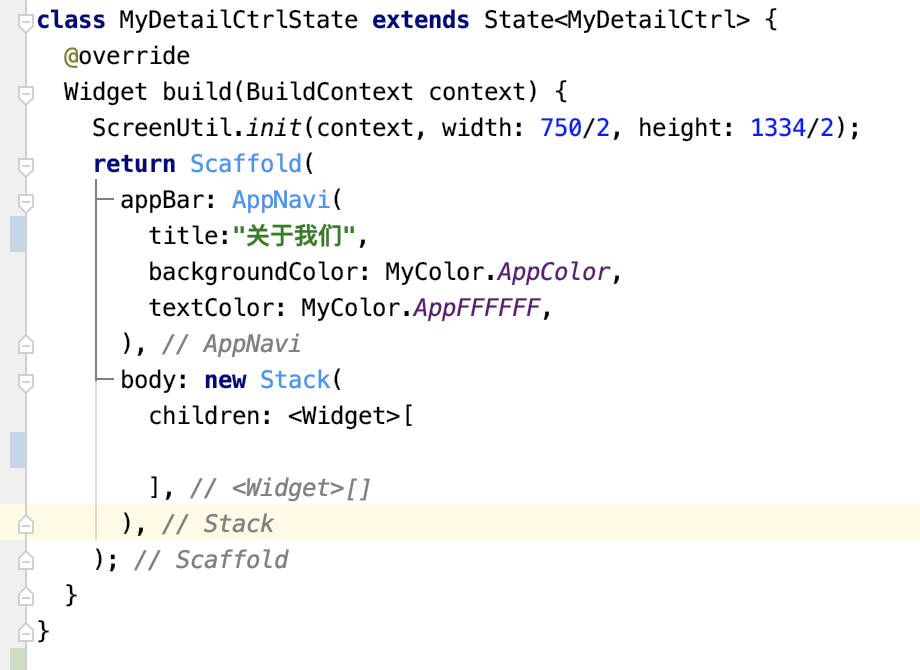 class MyDetailCtrlState extends State<MyDetailCtrl> {
  @override
  Widget build(BuildContext context) {
    ScreenUtil.init(context, width: 750/2, height: 1334/2);
    return Scaffold(
      appBar: AppNavi(
        title:"关于我们",
        backgroundColor: MyColor.AppColor,
        textColor: MyColor.AppFFFFFF,
      ), // AppNavi
      body: new Stack(
        children: <Widget>[
        ], // <Widget>[]
      ), // Stack
    ); // Scaffold
  }
}